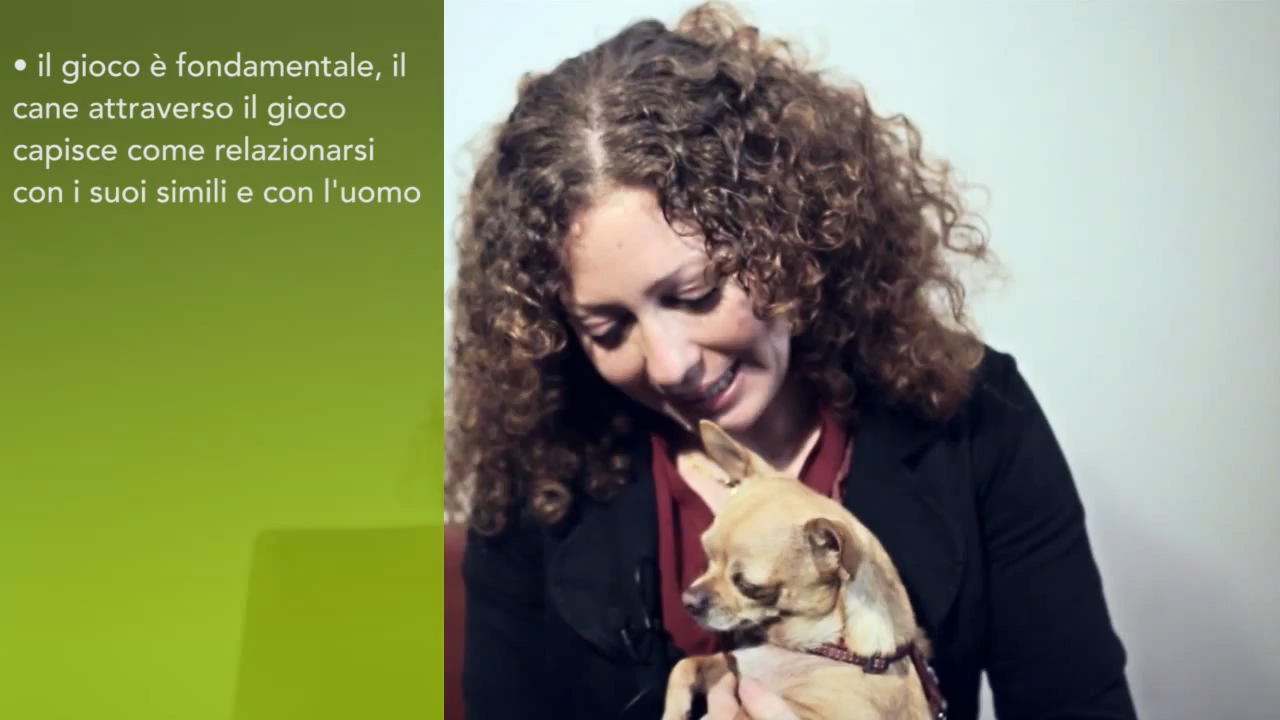 • il gioco è fondamentale, il
cane attraverso il gioco
capisce come relazionarsi
con i suoi simili e con l'uomo